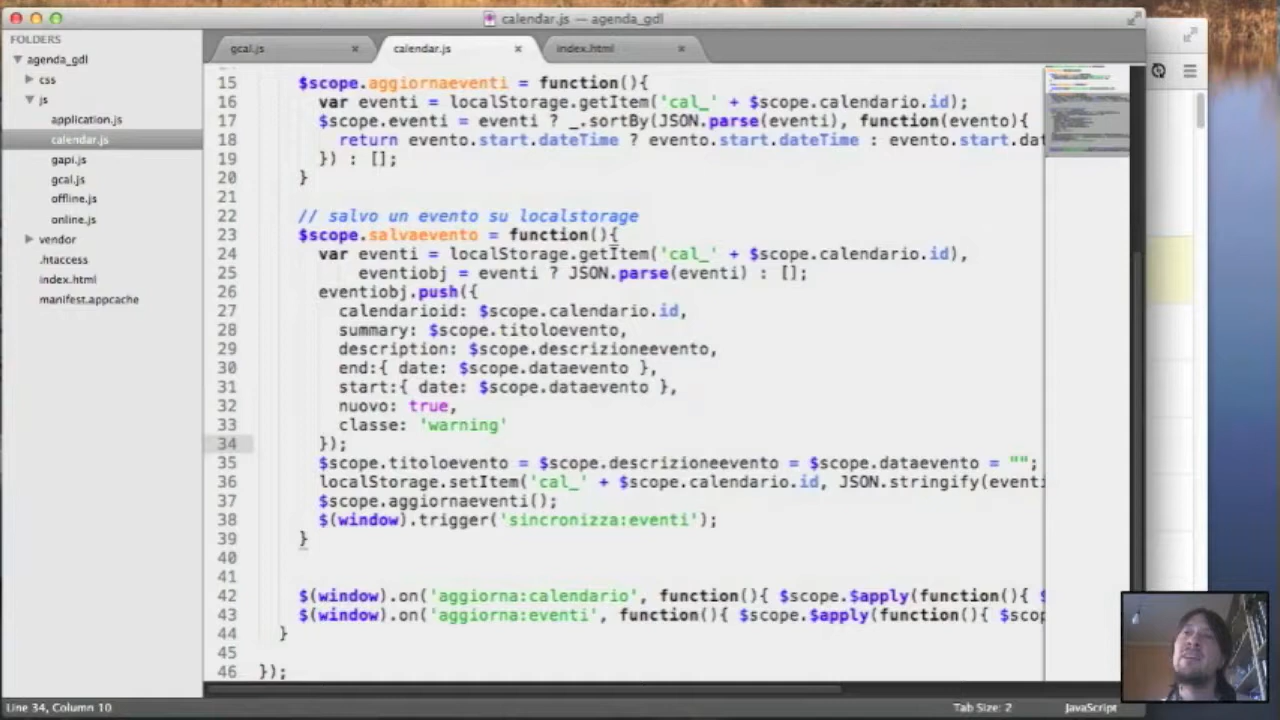 calendar.js — agenda_gdl
FOLDERS
agenda_gdl
css
js
application.js
calendar.js
gapi.js
gcal.js
offline.js
online.js
vendor
.htaccess
index.html
manifest.appcache
gcal.js × calendar.js × index.html ×
15 $scope.aggiornaeventi = function(){
16 var eventi = localStorage.getItem('cal_' + $scope.calendario.id);
17 $scope.eventi = eventi ? _.sortBy(JSON.parse(eventi), function(evento){
18 return evento.start.dateTime ? evento.start.dateTime : evento.start.dat
19 }) : [];
20 }
21
22 // salvo un evento su localstorage
23 $scope.salvaevento = function(){
24 var eventi = localStorage.getItem('cal_' + $scope.calendario.id),
25 eventiobj = eventi ? JSON.parse(eventi) : [];
26 eventiobj.push({
27 calendarioid: $scope.calendario.id,
28 summary: $scope.titoloevento,
29 description: $scope.descrizioneevento,
30 end:{ date: $scope.dataevento },
31 start:{ date: $scope.dataevento },
32 nuovo: true,
33 classe: 'warning'
34 });
35 $scope.titoloevento = $scope.descrizioneevento = $scope.dataevento = "";
36 localStorage.setItem('cal_' + $scope.calendario.id, JSON.stringify(eventi
37 $scope.aggiornaeventi();
38 $(window).trigger('sincronizza:eventi');
39 }
40
41
42 $(window).on('aggiorna:calendario', function(){ $scope.$apply(function(){ $
43 $(window).on('aggiorna:eventi', function(){ $scope.$apply(function(){ $scop
44 }
45
46 });
Line 34, Column 10
Tab Size: 2
JavaScript